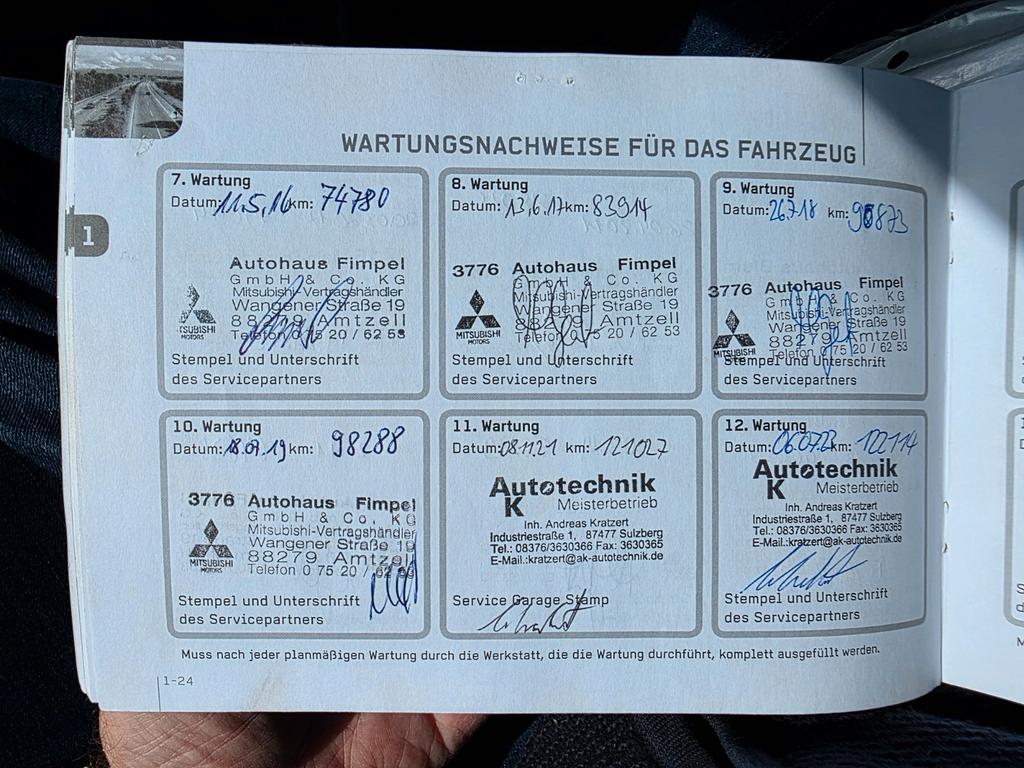 WARTUNGSNACHWEISE FÜR DAS FAHRZEUG
1
7. Wartung
Datum: 11.5.16 km: 74780
Autohaus Fimpel
GmbH & Co. KG
Mitsubishi-Vertragshändler
Wangener Straße 19
88279 Amtzell
Telefon 0 75 20 / 62 53
MITSUBISHI
MOTORS
Stempel und Unterschrift
des Servicepartners
8. Wartung
Datum: 13.6.17 km: 83914
3776 Autohaus Fimpel
GmbH & Co. KG
Mitsubishi-Vertragshändler
Wangener Straße 19
88279 Amtzell
Telefon 0 75 20 / 62 53
MITSUBISHI
MOTORS
Stempel und Unterschrift
des Servicepartners
9. Wartung
Datum: 26.7.18 km: 90873
3776 Autohaus Fimpel
GmbH & Co. KG
Mitsubishi-Vertragshändler
Wangener Straße 19
88279 Amtzell
Telefon 0 75 20 / 62 53
MITSUBISHI
Stempel und Unterschrift
des Servicepartners
10. Wartung
Datum: 18.07.19 km: 98288
3776 Autohaus Fimpel
GmbH & Co. KG
Mitsubishi-Vertragshändler
Wangener Straße 19
88279 Amtzell
Telefon 0 75 20 / 62 53
MITSUBISHI
MOTORS
Stempel und Unterschrift
des Servicepartners
11. Wartung
Datum: 08.11.21 km: 121027
Autotechnik
K Meisterbetrieb
Inh. Andreas Kratzert
Industriestraße 1, 87477 Sulzberg
Tel.: 08376/3630366 Fax: 3630365
E-Mail.:kratzert@ak-autotechnik.de
Service Garage Stamp
12. Wartung
Datum: 06.07.23 km: 122114
Autotechnik
K Meisterbetrieb
Inh. Andreas Kratzert
Industriestraße 1, 87477 Sulzberg
Tel.: 08376/3630366 Fax: 3630365
E-Mail.:kratzert@ak-autotechnik.de
Stempel und Unterschrift
des Servicepartners
Muss nach jeder planmäßigen Wartung durch die Werkstatt, die die Wartung durchführt, komplett ausgefüllt werden.
1-24